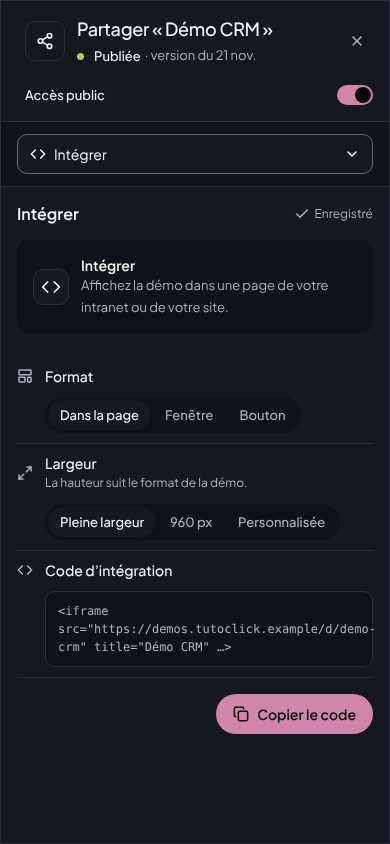 Partager « Démo CRM »
Publiée · version du 21 nov.
Accès public
Intégrer
Intégrer
Enregistré
Intégrer
Affichez la démo dans une page de votre
intranet ou de votre site.
Format
Dans la page Fenêtre Bouton
Largeur
La hauteur suit le format de la démo.
Pleine largeur 960 px Personnalisée
Code d’intégration
<iframe
src="https://demos.tutoclick.example/d/demo-
crm" title="Démo CRM" …>
Copier le code